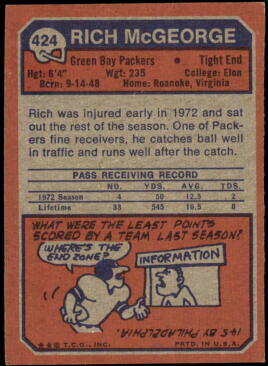 424 RICH McGEORGE
Green Bay Packers • Tight End
Hgt: 6'4" Wgt: 235 College: Elon
Born: 9-14-48 Home: Roanoke, Virginia
Rich was injured early in 1972 and sat
out the rest of the season. One of Pack-
ers fine receivers, he catches ball well
in traffic and runs well after the catch.
PASS RECEIVING RECORD
NO. YDS. AVG. TDS
1972 Season 4 50 12.5 2
Lifetime 33 545 16.5 8
WHAT WERE THE LEAST POINTS
SCORED BY A TEAM LAST SEASON?
WHERE'S THE
END ZONE?
INFORMATION
145 BY PHILADELPHIA.
★★© T.C.G., INC. PRTD. IN U.S.A.